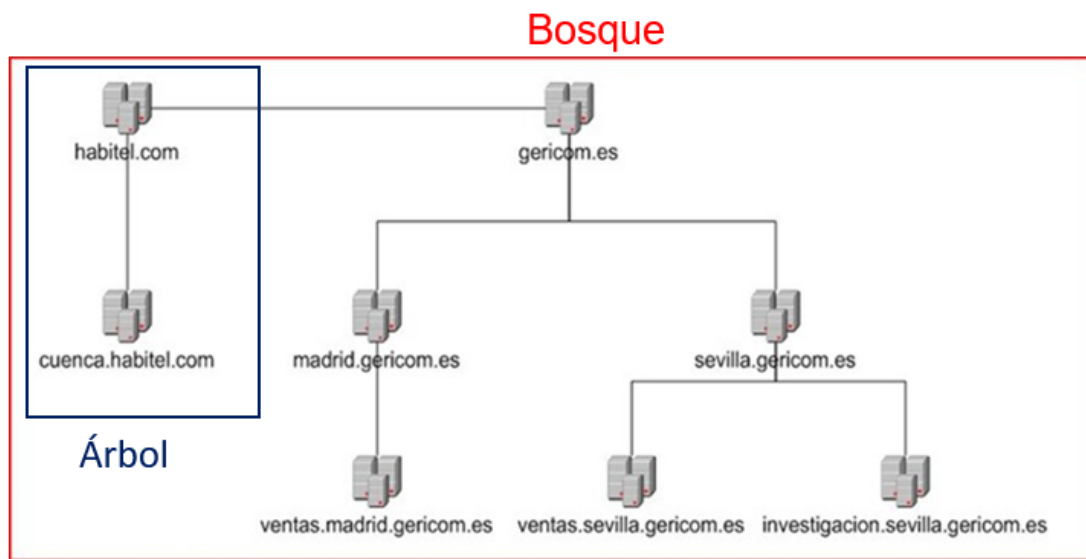 Bosque
habitel.com
gericom.es
cuenca.habitel.com
madrid.gericom.es
sevilla.gericom.es
Árbol
ventas.madrid.gericom.es
ventas.sevilla.gericom.es
investigacion.sevilla.gericom.es